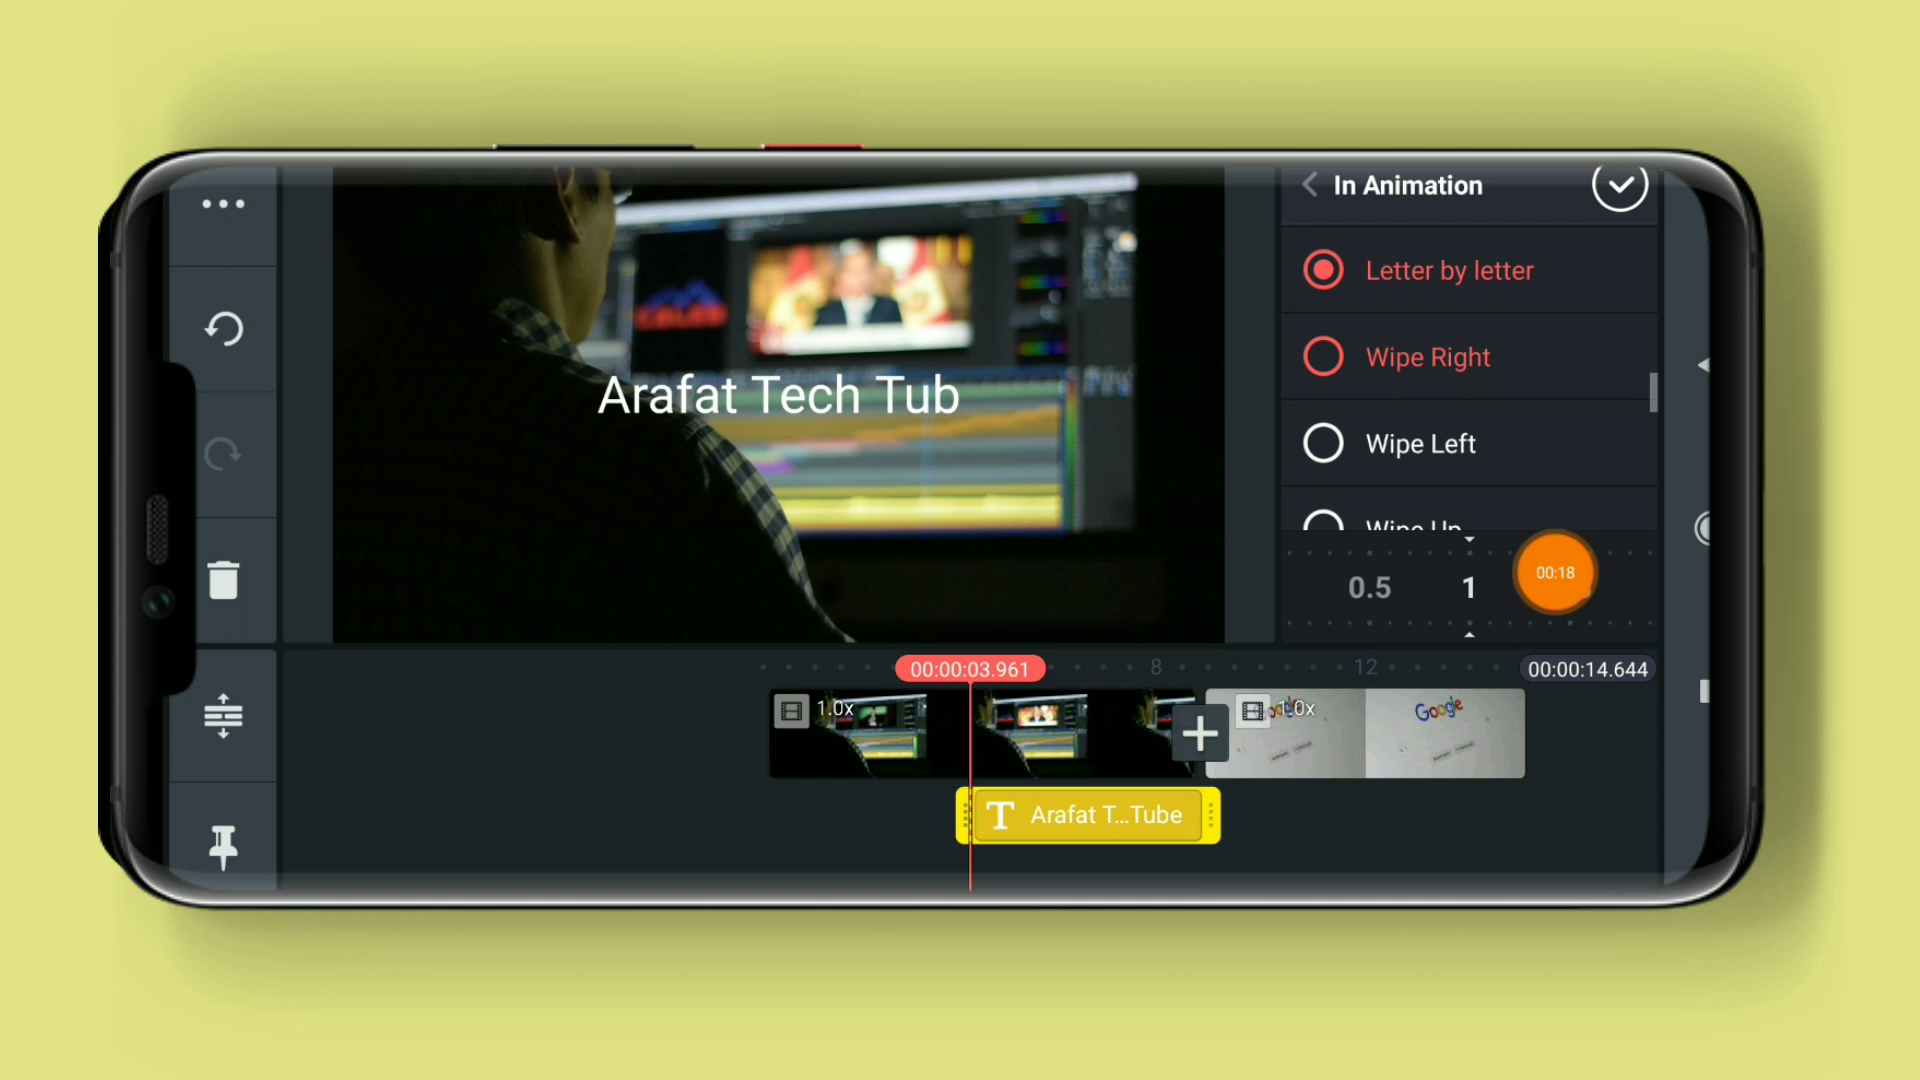 In Animation
Letter by letter
Wipe Right
Wipe Left
Wipe Up
0.5
1
00:18
Arafat Tech Tub
00:00:03.961
8
12
00:00:14.644
1.0x
1.0x
Google
Google
T Arafat T...Tube